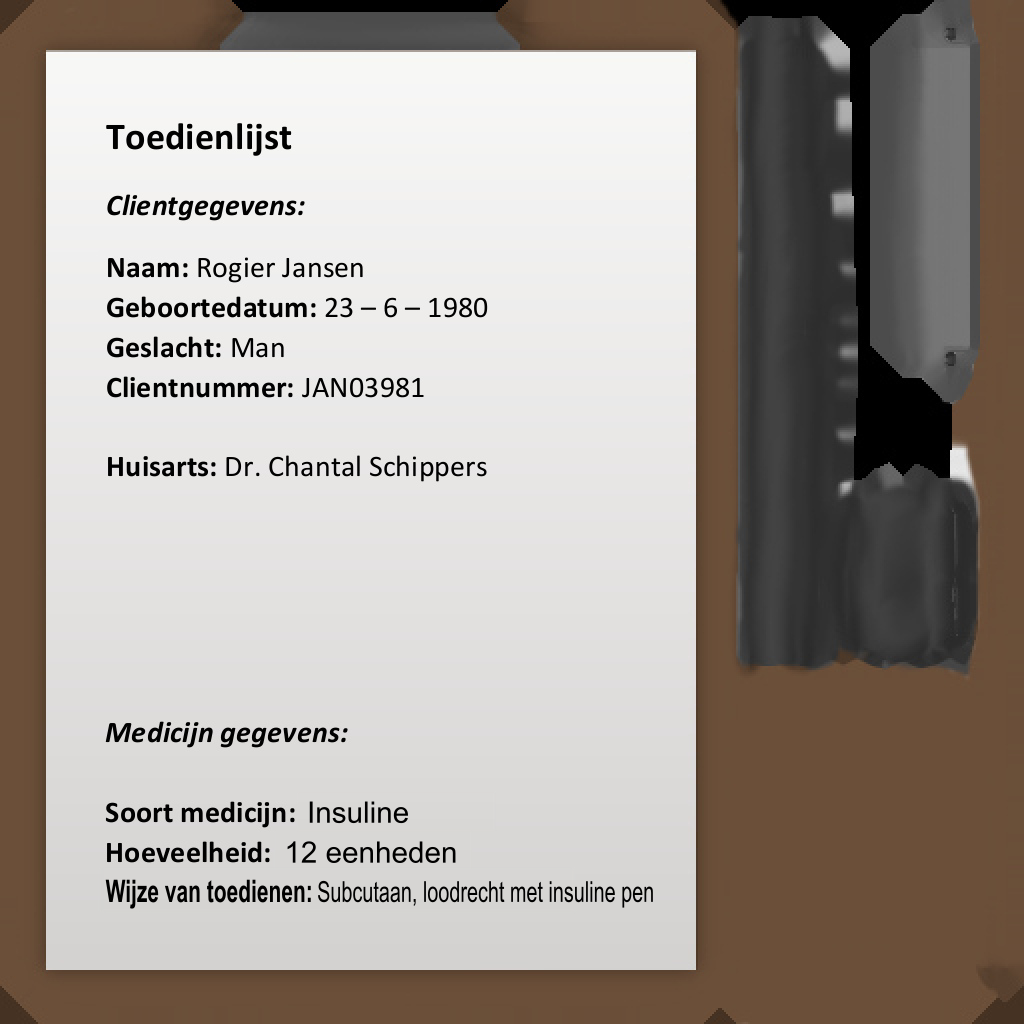 Toedienlijst
Clientgegevens:
Naam: Rogier Jansen
Geboortedatum: 23 – 6 – 1980
Geslacht: Man
Clientnummer: JAN03981
Huisarts: Dr. Chantal Schippers
Medicijn gegevens:
Soort medicijn: Insuline
Hoeveelheid: 12 eenheden
Wijze van toedienen: Subcutaan, loodrecht met insuline pen